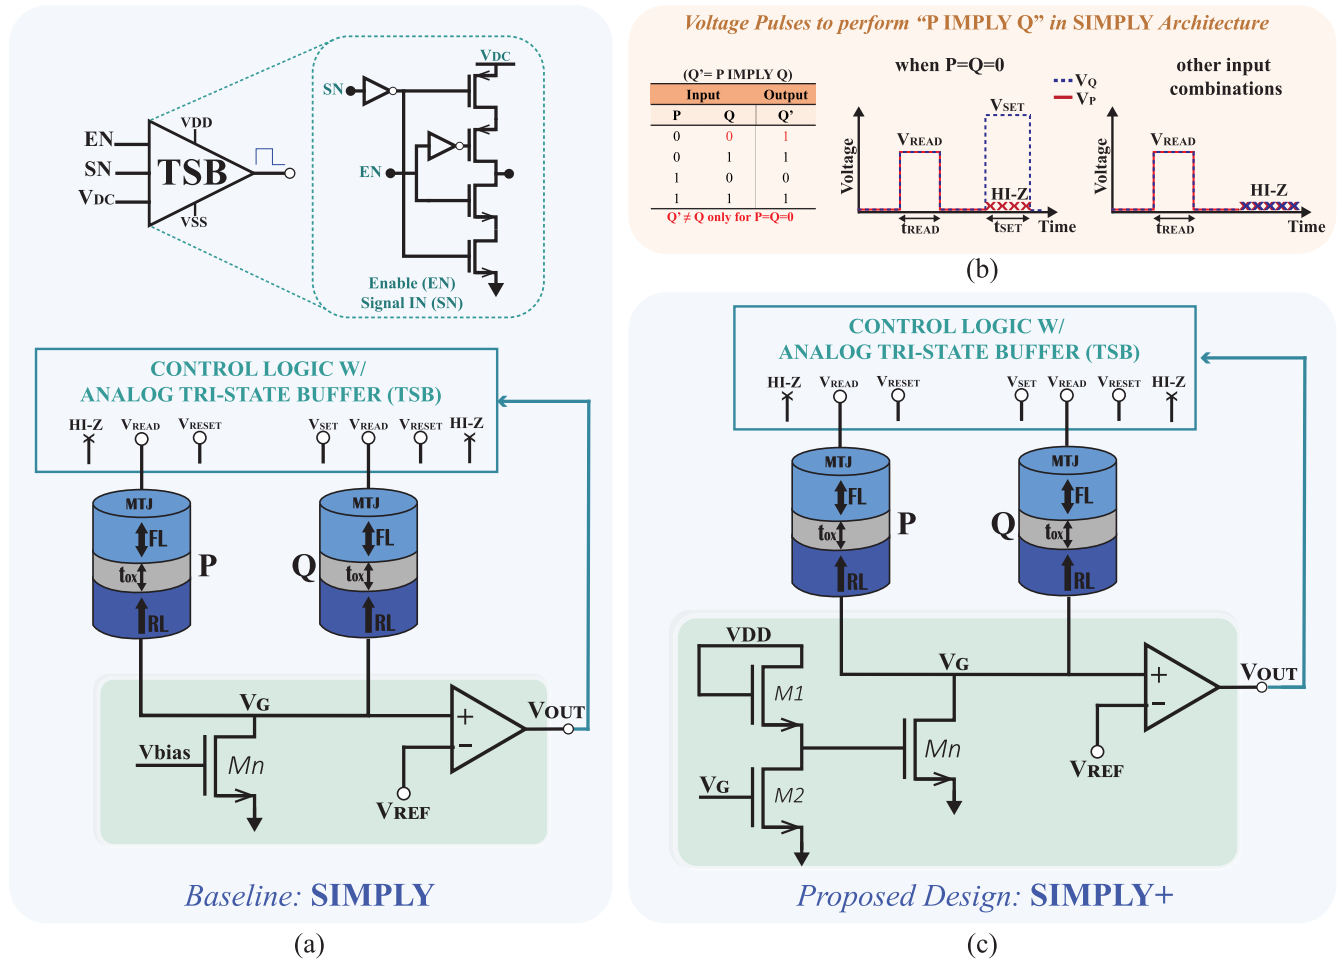 EN
SN
VDC
VDD
TSB
VSS
SN
VDC
EN
Enable (EN)
Signal IN (SN)
CONTROL LOGIC W/
ANALOG TRI-STATE BUFFER (TSB)
HI-Z VREAD VRESET VSET VREAD VRESET HI-Z
MTJ MTJ
FL FL
P Q
tox tox
RL RL
VG
Vbias
Mn
+
−
VOUT
VREF
Baseline: SIMPLY
(a)
Voltage Pulses to perform “P IMPLY Q” in SIMPLY Architecture
(Q'= P IMPLY Q)
Input Output
P Q Q'
0 0 1
0 1 1
1 0 0
1 1 1
Q' ≠ Q only for P=Q=0
when P=Q=0
VQ
VP
other input
combinations
Voltage
VREAD
VSET
HI-Z
tREAD
tSET
Time
Voltage
VREAD
HI-Z
tREAD
Time
(b)
CONTROL LOGIC W/
ANALOG TRI-STATE BUFFER (TSB)
HI-Z VREAD VRESET VSET VREAD VRESET HI-Z
MTJ MTJ
FL FL
P Q
tox tox
RL RL
VDD
M1
VG
Mn
VG
M2
+
−
VOUT
VREF
Proposed Design: SIMPLY+
(c)